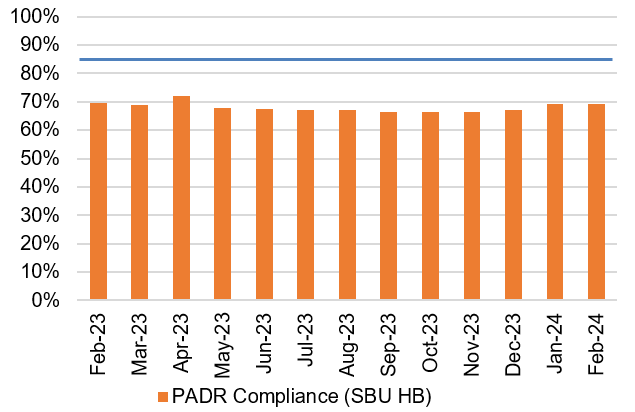 100%
90%
80%
70%
60%
50%
40%
30%
20%
10%
0%
Feb-23
Mar-23
Apr-23
May-23
Jun-23
Jul-23
Aug-23
Sep-23
Oct-23
Nov-23
Dec-23
Jan-24
Feb-24
PADR Compliance (SBU HB)